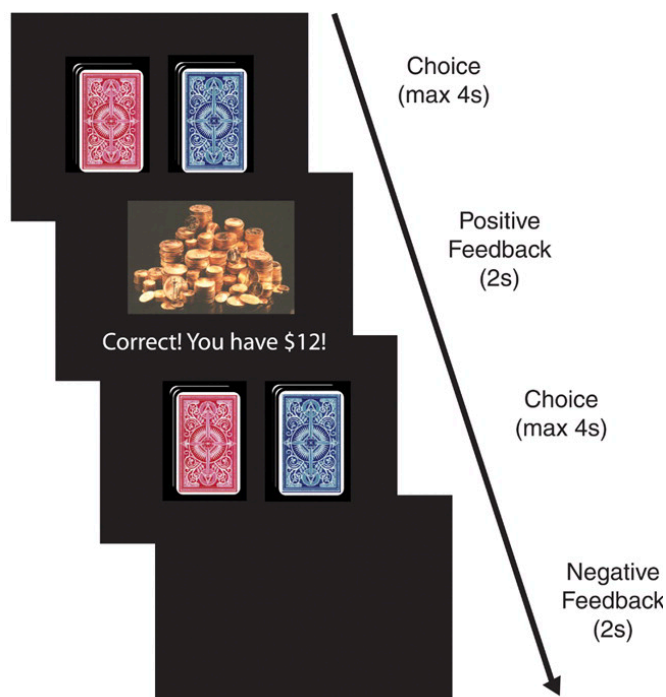 Choice
(max 4s)
Positive
Feedback
(2s)
Correct! You have $12!
Choice
(max 4s)
Negative
Feedback
(2s)